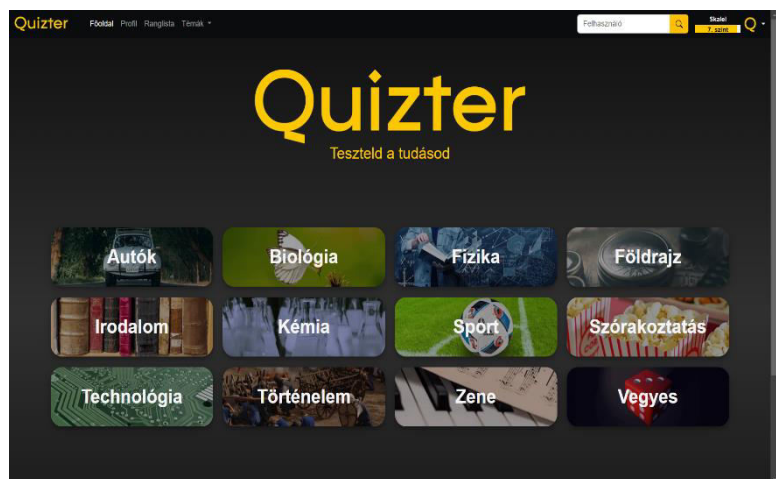 Quizter Főoldal Profil Ranglista Témák Felhasználó Skalel Q
7. szint
Quizter
Teszteld a tudásod
Autók Biológia Fizika Földrajz
Irodalom Kémia Sport Szórakoztatás
Technológia Történelem Zene Vegyes